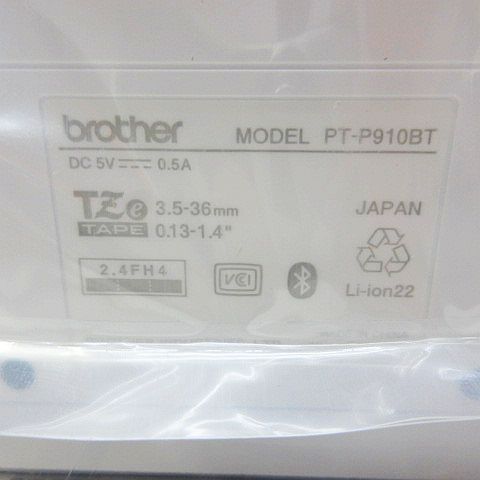 brother MODEL PT-P910BT
DC 5V 0.5A
TZe TAPE 3.5-36mm
0.13-1.4"
JAPAN
2.4FH4
VCI
Li-ion22